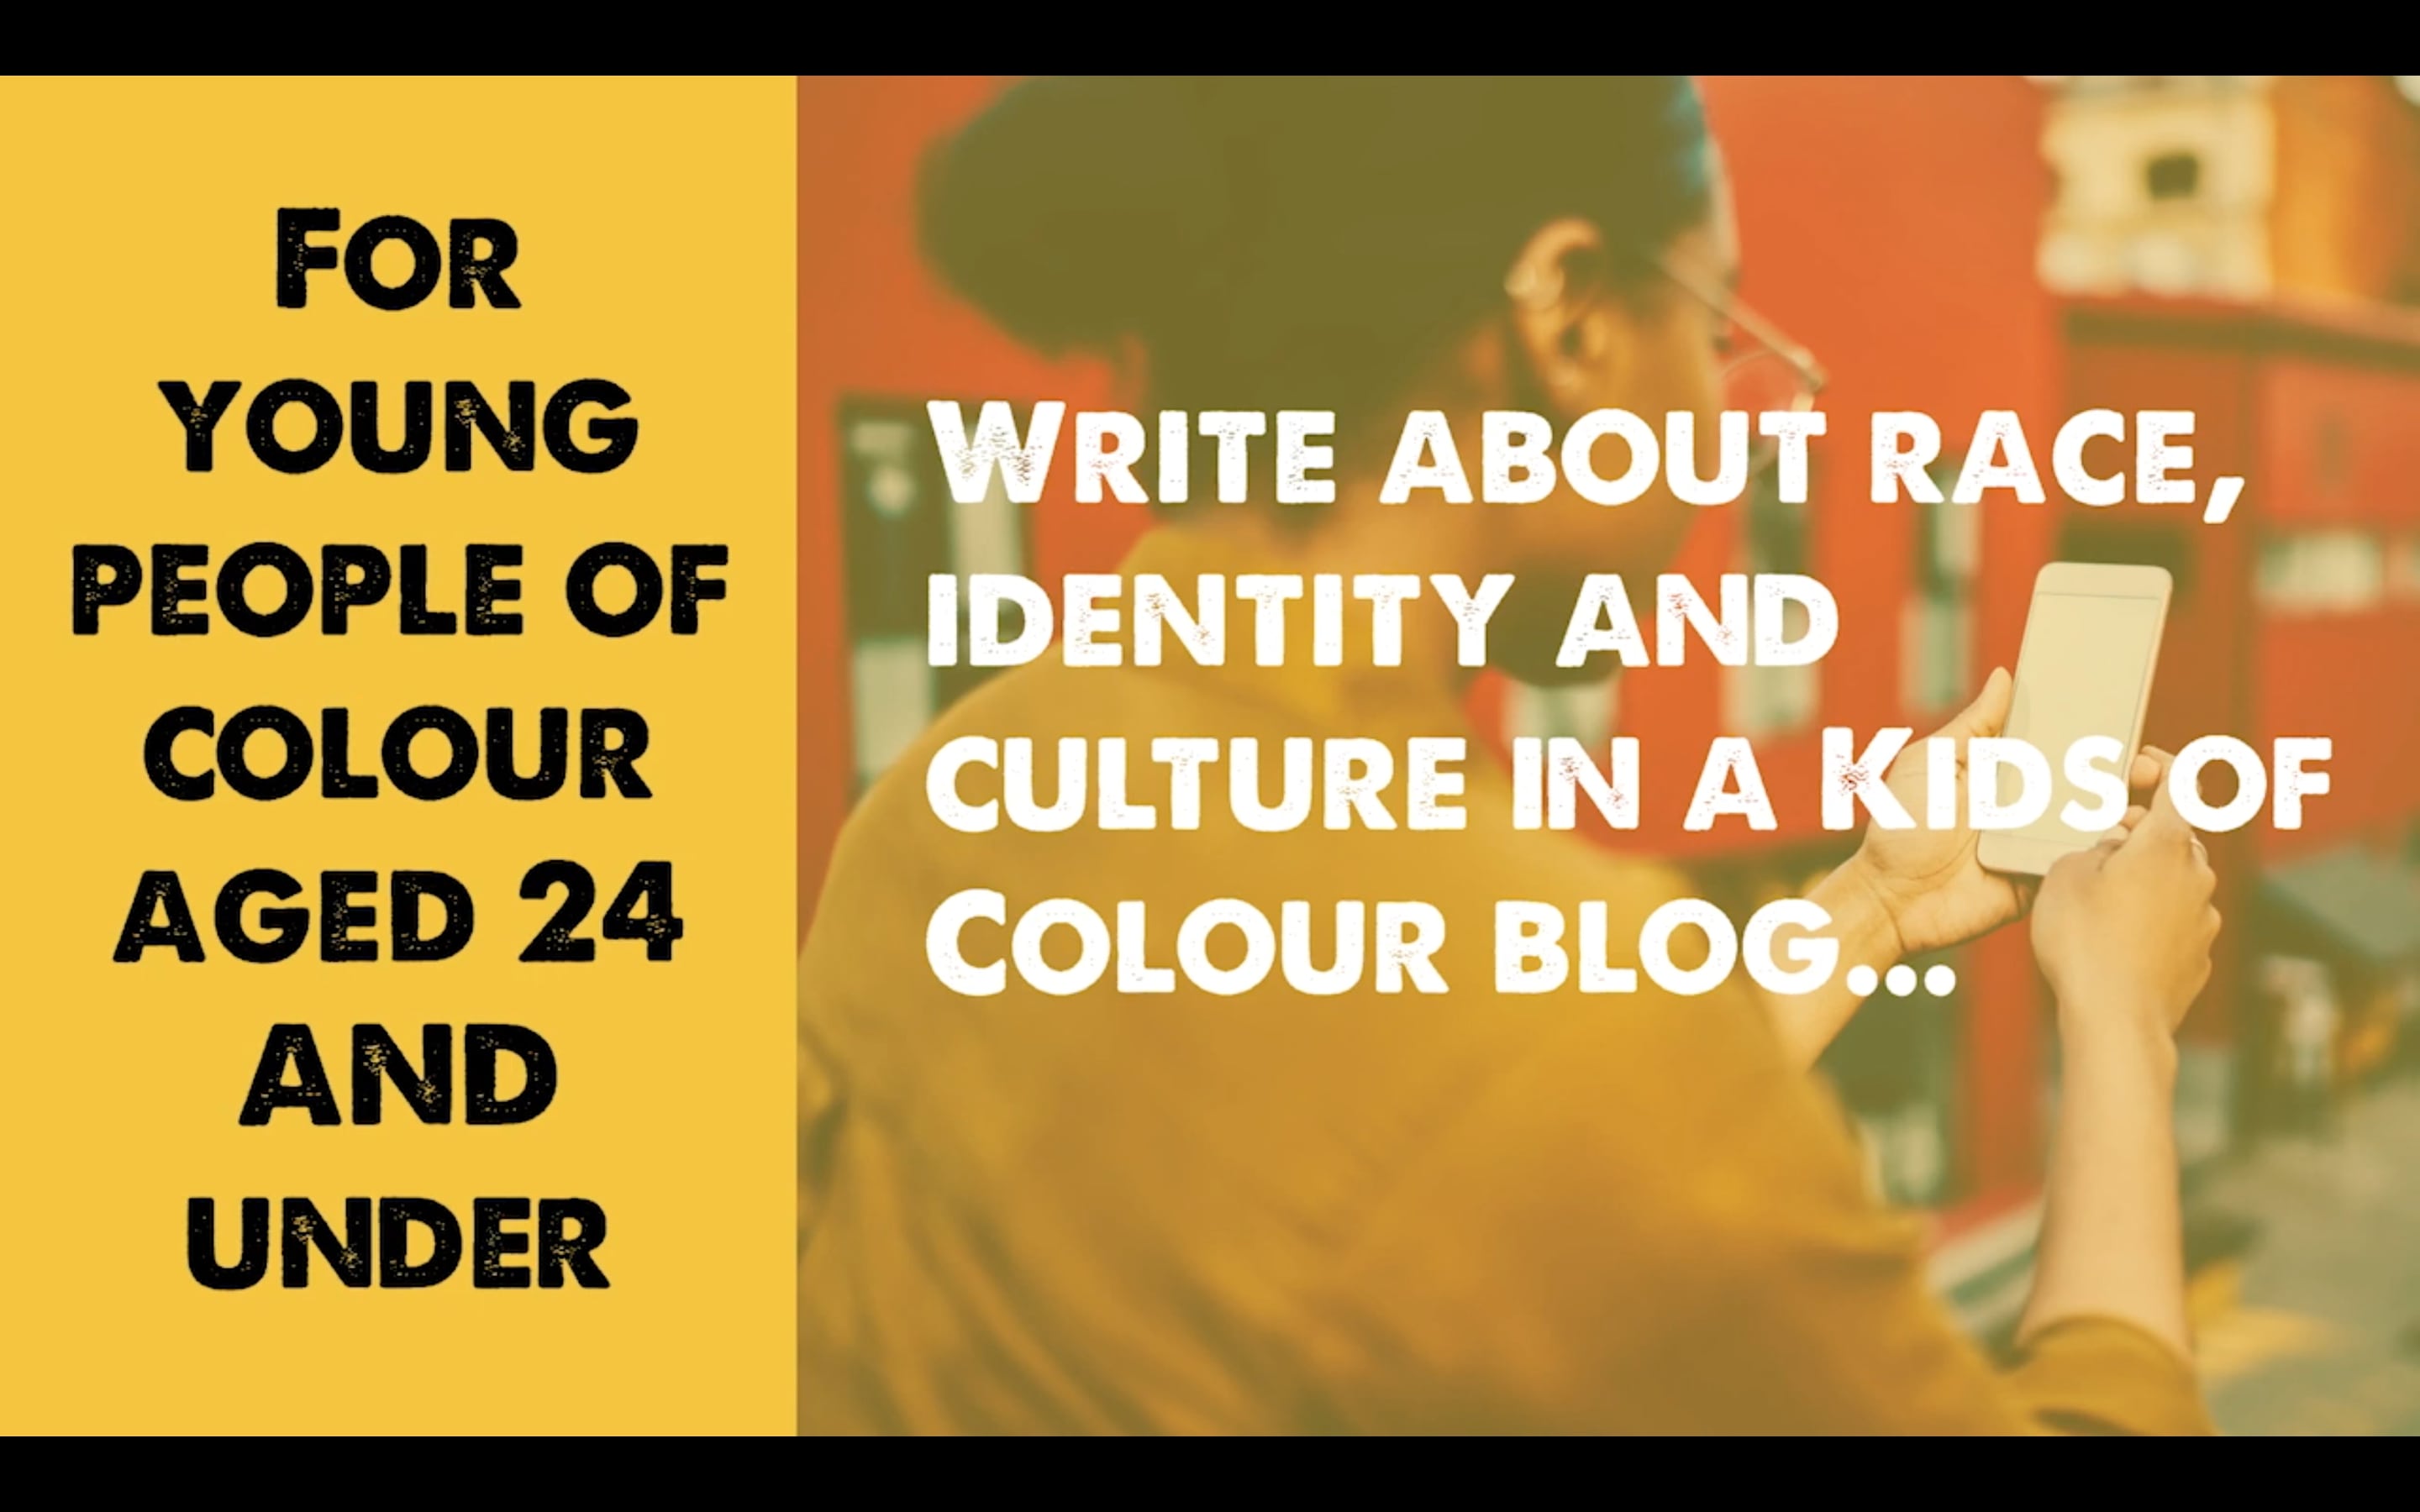 For
young
people of
colour
aged 24
and
under
Write about race,
identity and
culture in a Kids of
Colour blog...